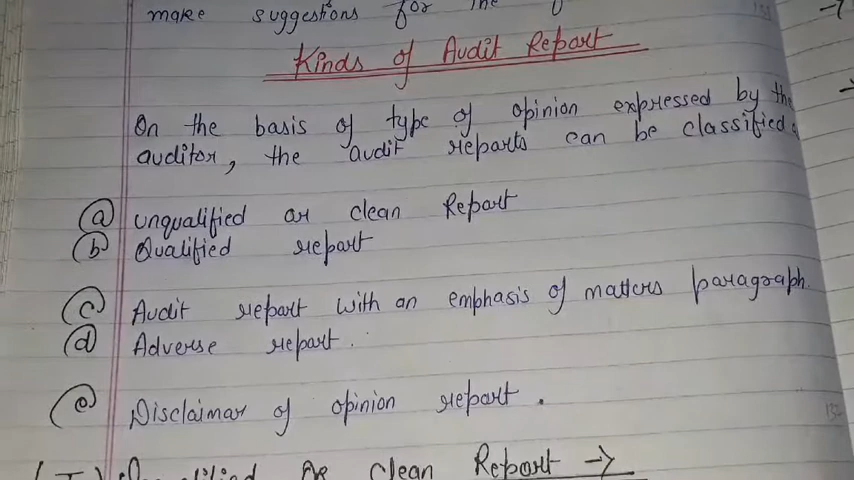 make suggestions for the
Kinds of Audit Report
On the basis of type of opinion expressed by the
auditor, the audit reports can be classified
(a) unqualified or clean Report
(b) Qualified report
(c) Audit report with an emphasis of matters paragraph.
(d) Adverse report.
(e) Disclaimar of opinion report.
or clean Report →